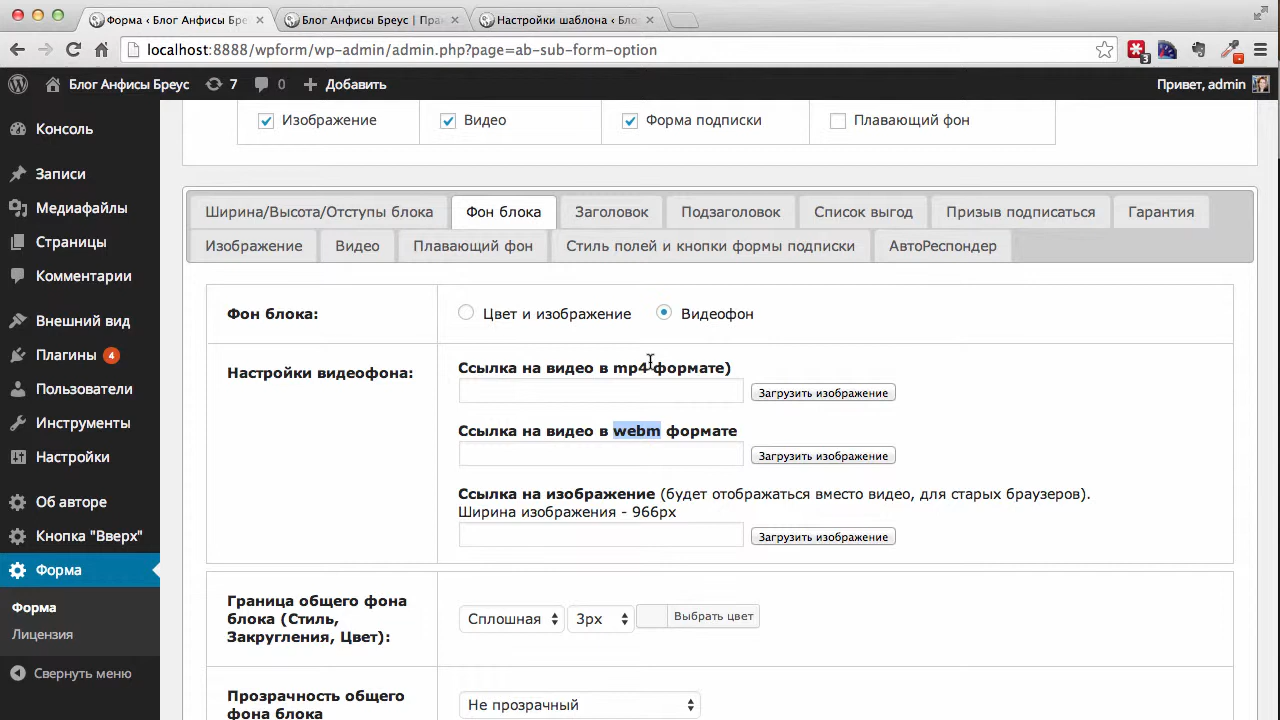 Форма ‹ Блог Анфисы Бре
Блог Анфисы Бреус | Пра
Настройки шаблона ‹ Бло
localhost:8888/wpform/wp-admin/admin.php?page=ab-sub-form-option
3
Блог Анфисы Бреус
7
0
Добавить
Привет, admin
Консоль
Записи
Медиафайлы
Страницы
Комментарии
Внешний вид
Плагины 4
Пользователи
Инструменты
Настройки
Об авторе
Кнопка "Вверх"
Форма
Форма
Лицензия
Свернуть меню
Изображение
Видео
Форма подписки
Плавающий фон
Ширина/Высота/Отступы блока
Фон блока
Заголовок
Подзаголовок
Список выгод
Призыв подписаться
Гарантия
Изображение
Видео
Плавающий фон
Стиль полей и кнопки формы подписки
АвтоРеспондер
Фон блока:
Цвет и изображение
Видеофон
Настройки видеофона:
Ссылка на видео в mp4 формате)
Загрузить изображение
Ссылка на видео в webm формате
Загрузить изображение
Ссылка на изображение (будет отображаться вместо видео, для старых браузеров).
Ширина изображения - 966px
Загрузить изображение
Граница общего фона
блока (Стиль,
Закругления, Цвет):
Сплошная
3px
Выбрать цвет
Прозрачность общего
фона блока
Не прозрачный